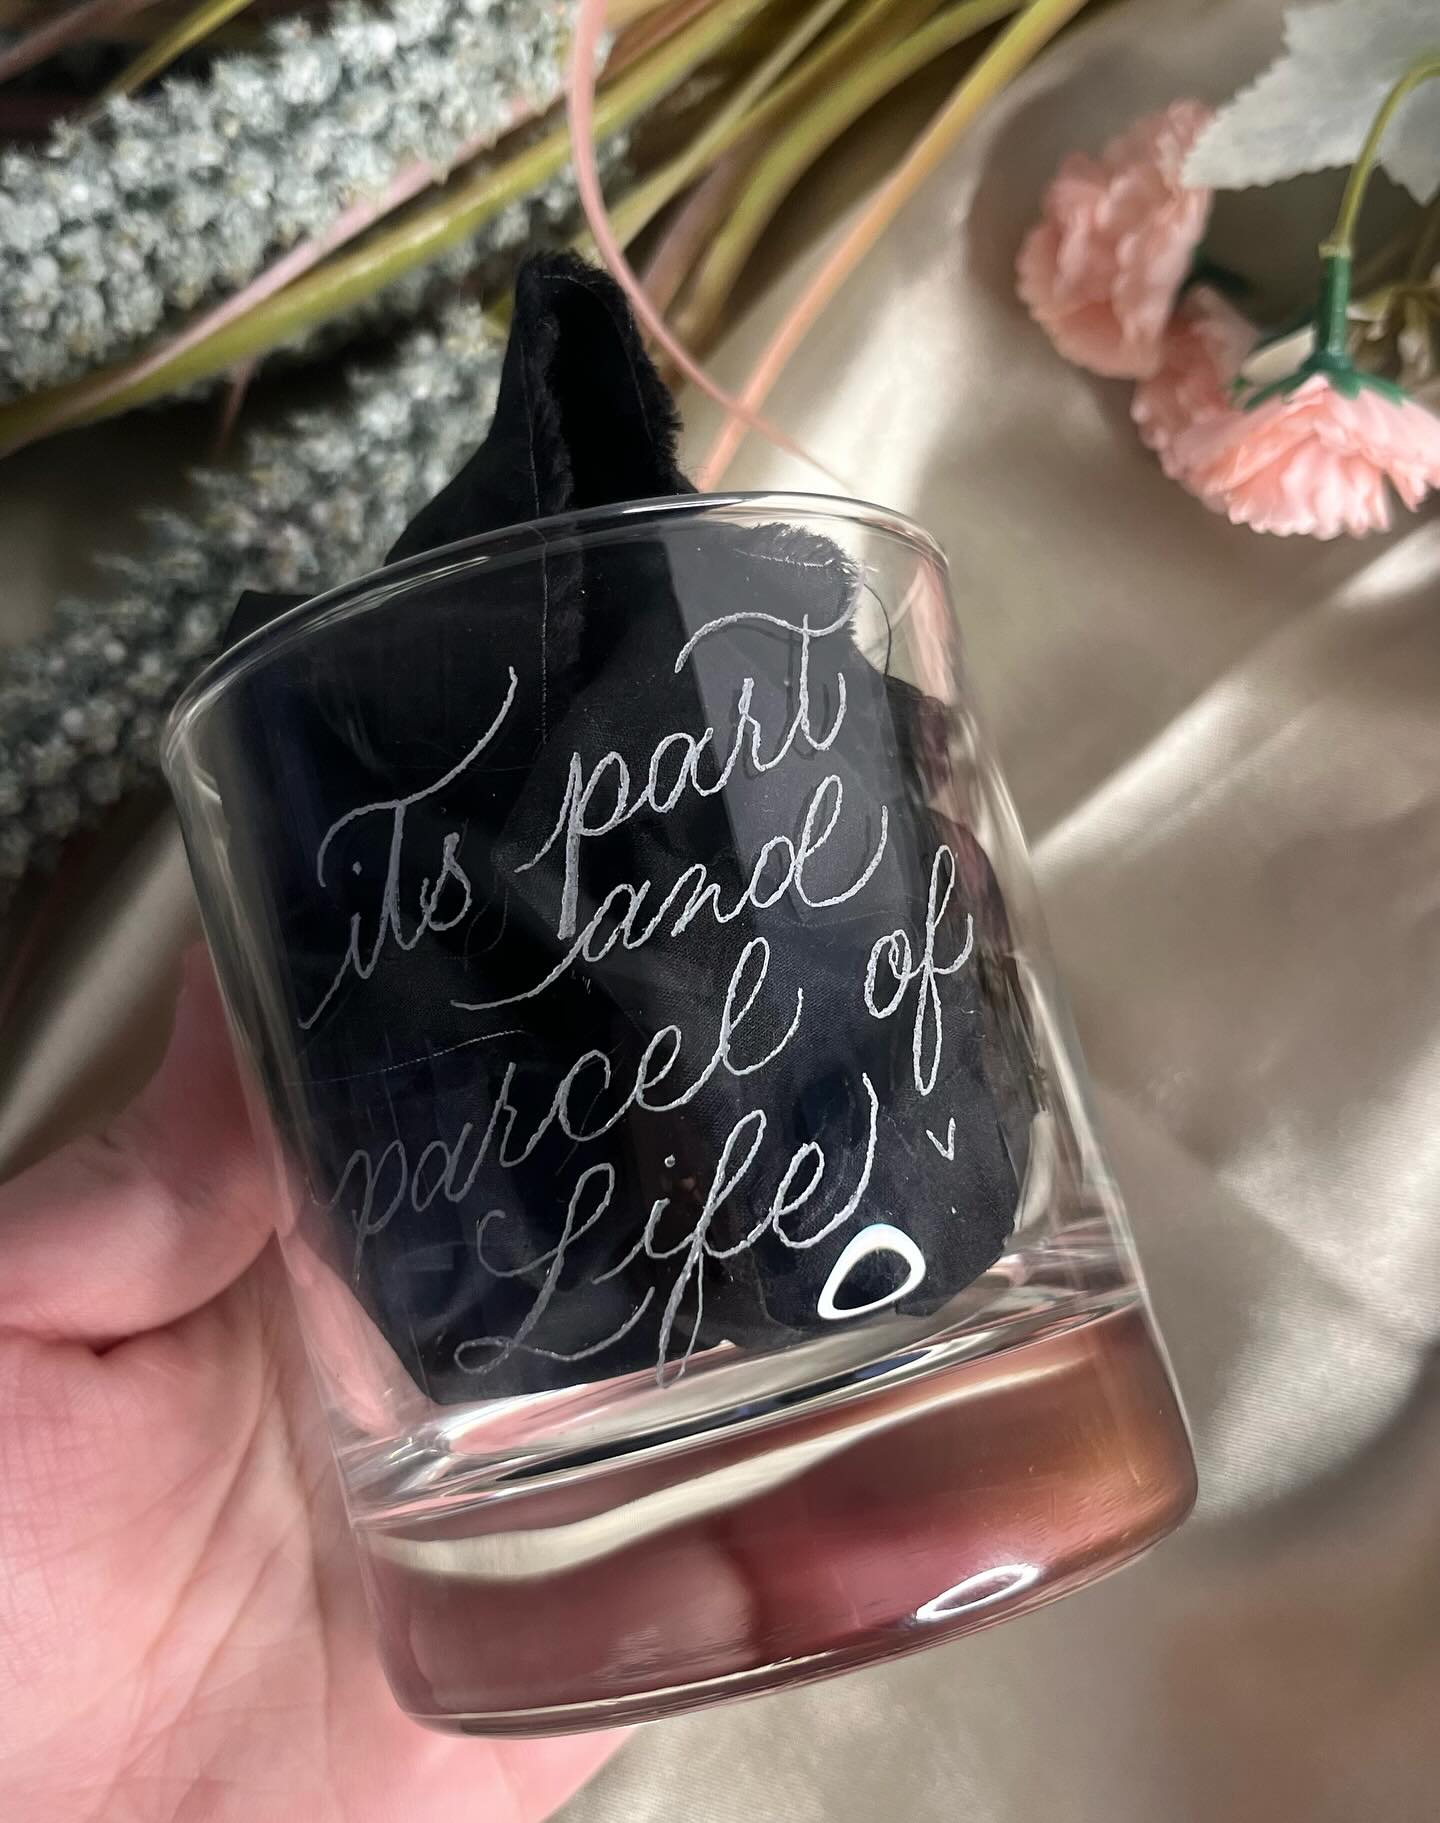 its part
and
parcel of
Life